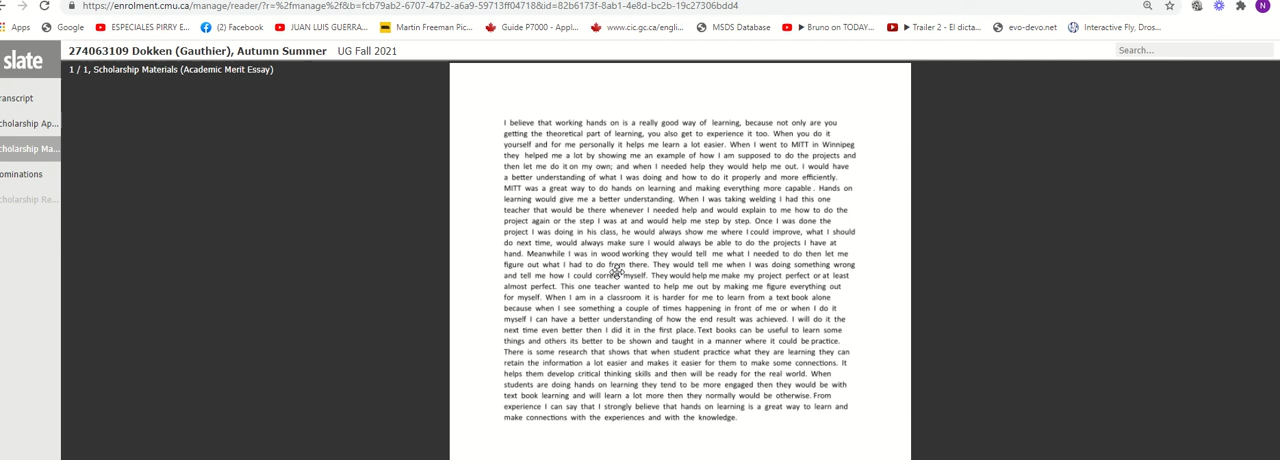 https://enrolment.cmu.ca/manage/reader/?r=%2fmanage%2f&b=fcb79ab2-6707-47b2-a6a9-59713ff04718&id=82b6173f-8ab1-4e8d-bc2b-19c27306bdd4
Apps Google ESPECIALES PIRRY E... (2) Facebook JUAN LUIS GUERRA... Martin Freeman Pic... Guide P7000 - Appl... www.cic.gc.ca/engli... MSDS Database Bruno on TODAY... Trailer 2 - El dicta... evo-devo.net Interactive Fly, Dros...
slate
274063109 Dokken (Gauthier), Autumn Summer UG Fall 2021
Search...
1 / 1, Scholarship Materials (Academic Merit Essay)
ranscript
cholarship Ap...
cholarship Ma...
ominations
cholarship Re...
I believe that working hands on is a really good way of learning, because not only are you
getting the theoretical part of learning, you also get to experience it too. When you do it
yourself and for me personally it helps me learn a lot easier. When I went to MITT in Winnipeg
they helped me a lot by showing me an example of how I am supposed to do the projects and
then let me do it on my own; and when I needed help they would help me out. I would have
a better understanding of what I was doing and how to do it properly and more efficiently.
MITT was a great way to do hands on learning and making everything more capable . Hands on
learning would give me a better understanding. When I was taking welding I had this one
teacher that would be there whenever I needed help and would explain to me how to do the
project again or the step I was at and would help me step by step. Once I was done the
project I was doing in his class, he would always show me where I could improve, what I should
do next time, would always make sure I would always be able to do the projects I have at
hand. Meanwhile I was in wood working they would tell me what I needed to do then let me
figure out what I had to do from there. They would tell me when I was doing something wrong
and tell me how I could correct myself. They would help me make my project perfect or at least
almost perfect. This one teacher wanted to help me out by making me figure everything out
for myself. When I am in a classroom it is harder for me to learn from a text book alone
because when I see something a couple of times happening in front of me or when I do it
myself I can have a better understanding of how the end result was achieved. I will do it the
next time even better then I did it in the first place. Text books can be useful to learn some
things and others its better to be shown and taught in a manner where it could be practice.
There is some research that shows that when student practice what they are learning they can
retain the information a lot easier and makes it easier for them to make some connections. It
helps them develop critical thinking skills and then will be ready for the real world. When
students are doing hands on learning they tend to be more engaged then they would be with
text book learning and will learn a lot more then they normally would be otherwise. From
experience I can say that I strongly believe that hands on learning is a great way to learn and
make connections with the experiences and with the knowledge.